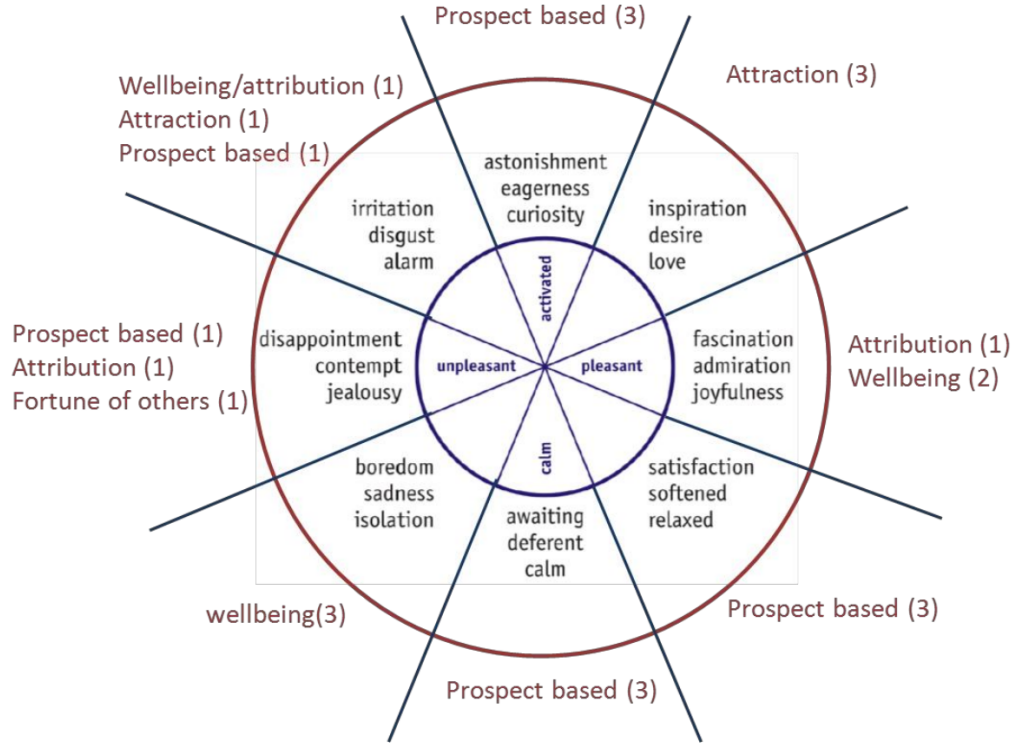 Prospect based (3)
Attraction (3)
Wellbeing/attribution (1)
Attraction (1)
Prospect based (1)
astonishment
eagerness
curiosity
irritation
disgust
alarm
inspiration
desire
love
activated
Prospect based (1)
Attribution (1)
Fortune of others (1)
disappointment
contempt
jealousy
unpleasant
pleasant
fascination
admiration
joyfulness
Attribution (1)
Wellbeing (2)
calm
boredom
sadness
isolation
awaiting
deferent
calm
satisfaction
softened
relaxed
wellbeing(3)
Prospect based (3)
Prospect based (3)